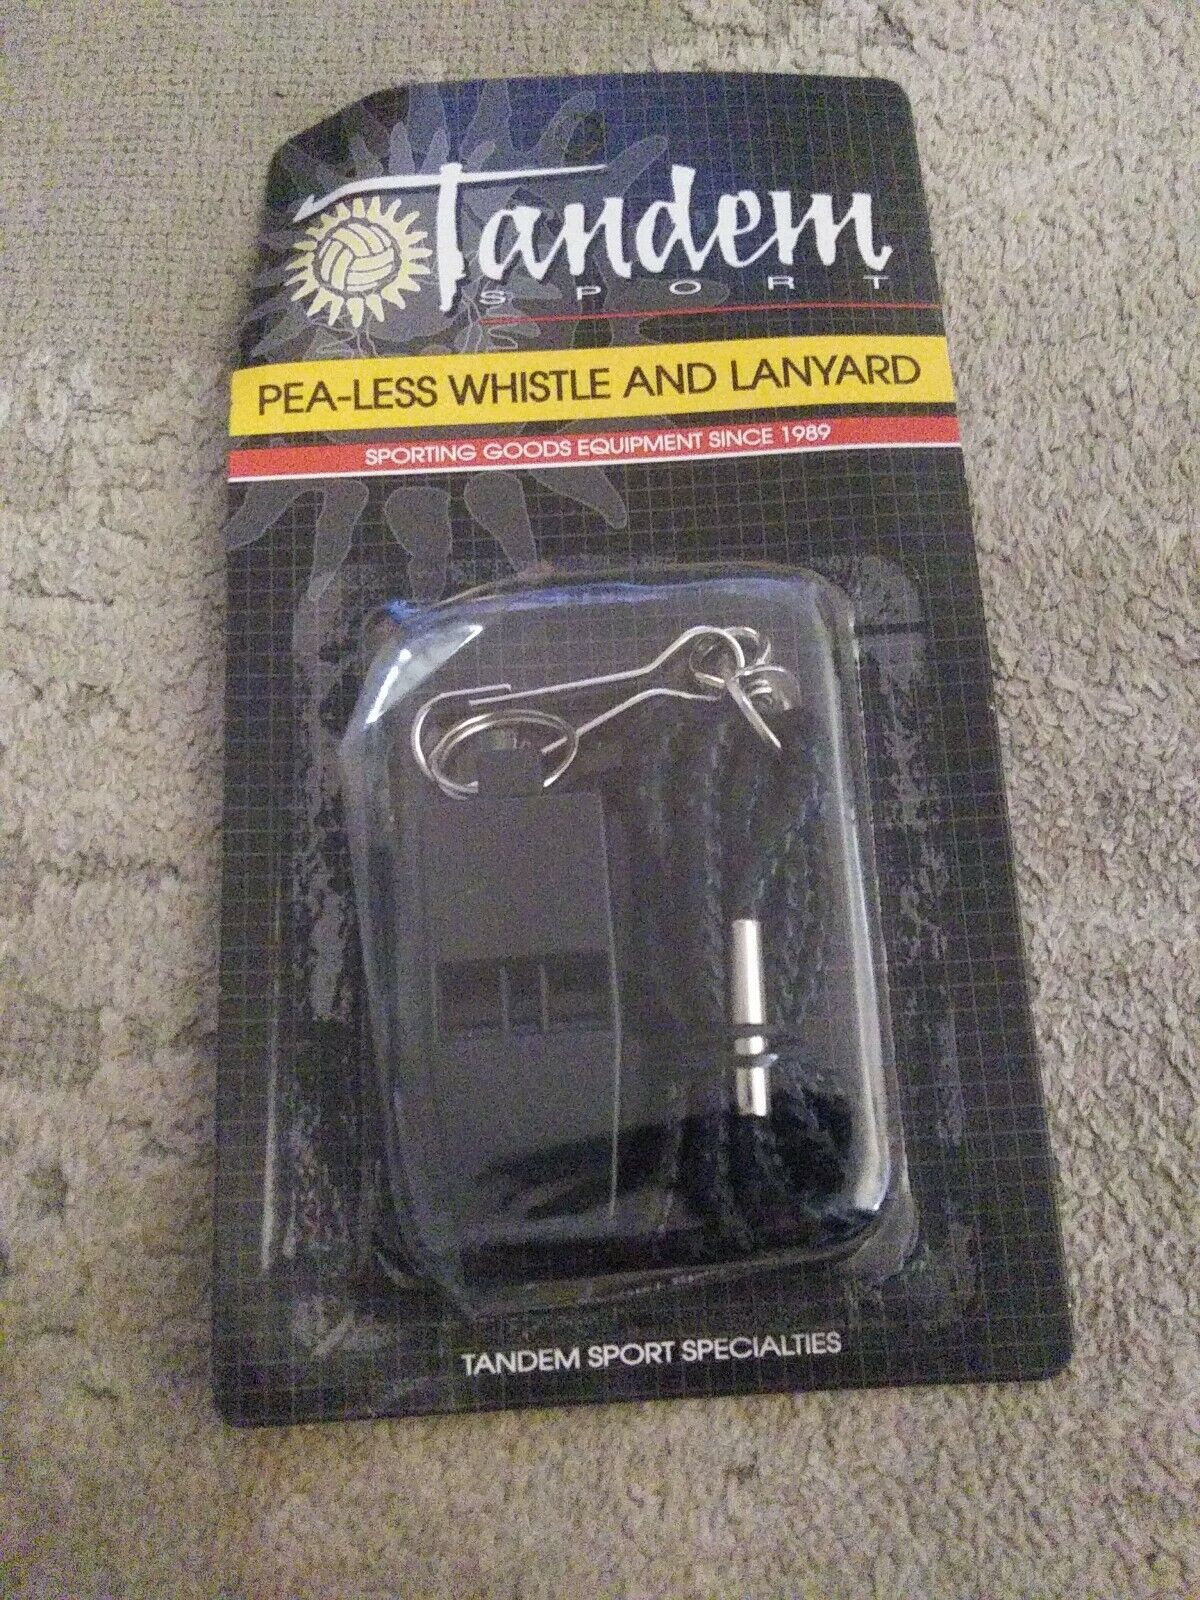 Tandem
SPORT
PEA-LESS WHISTLE AND LANYARD
SPORTING GOODS EQUIPMENT SINCE 1989
TANDEM SPORT SPECIALTIES